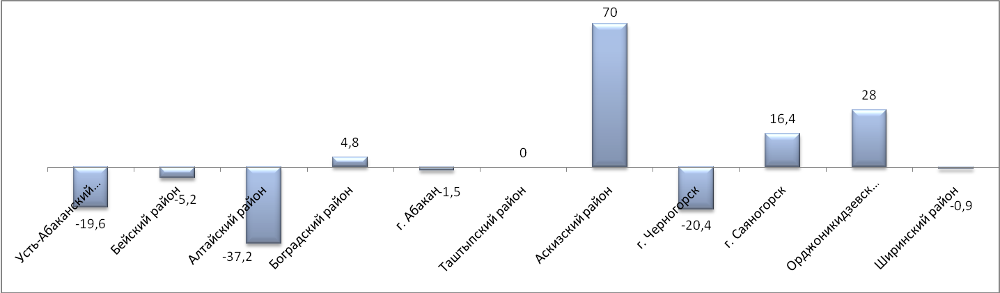 70
28
16,4
4,8
0
-19,6
-5,2
-37,2
-1,5
-20,4
-0,9
Усть-Абаканский...
Бейский район
Алтайский район
Боградский район
г. Абакан
Таштыпский район
Аскизский район
г. Черногорск
г. Саяногорск
Орджоникидзевск...
Ширинский район